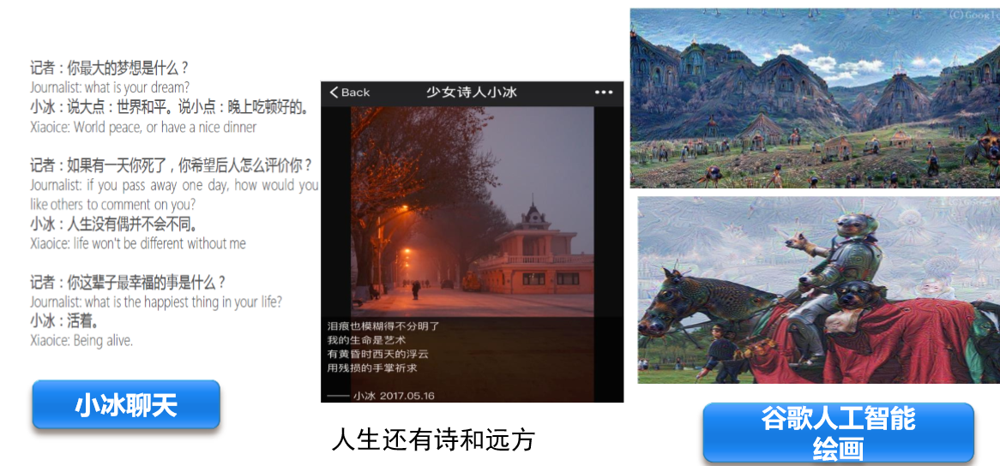 记者：你最大的梦想是什么？
Journalist: what is your dream?
小冰：说大点：世界和平。说小点：晚上吃顿好的。
Xiaoice: World peace, or have a nice dinner
记者：如果有一天你死了，你希望后人怎么评价你？
Journalist: if you pass away one day, how would you
like others to comment on you?
小冰：人生没有偶并不会不同。
Xiaoice: life won't be different without me
记者：你这辈子最幸福的事是什么？
Journalist: what is the happiest thing in your life?
小冰：活着。
Xiaoice: Being alive.
小冰聊天
Back
少女诗人小冰
泪痕也模糊得不分明了
我的生命是艺术
有黄昏时西天的浮云
用残损的手掌祈求
—— 小冰 2017.05.16
人生还有诗和远方
(C)Google
谷歌人工智能
绘画